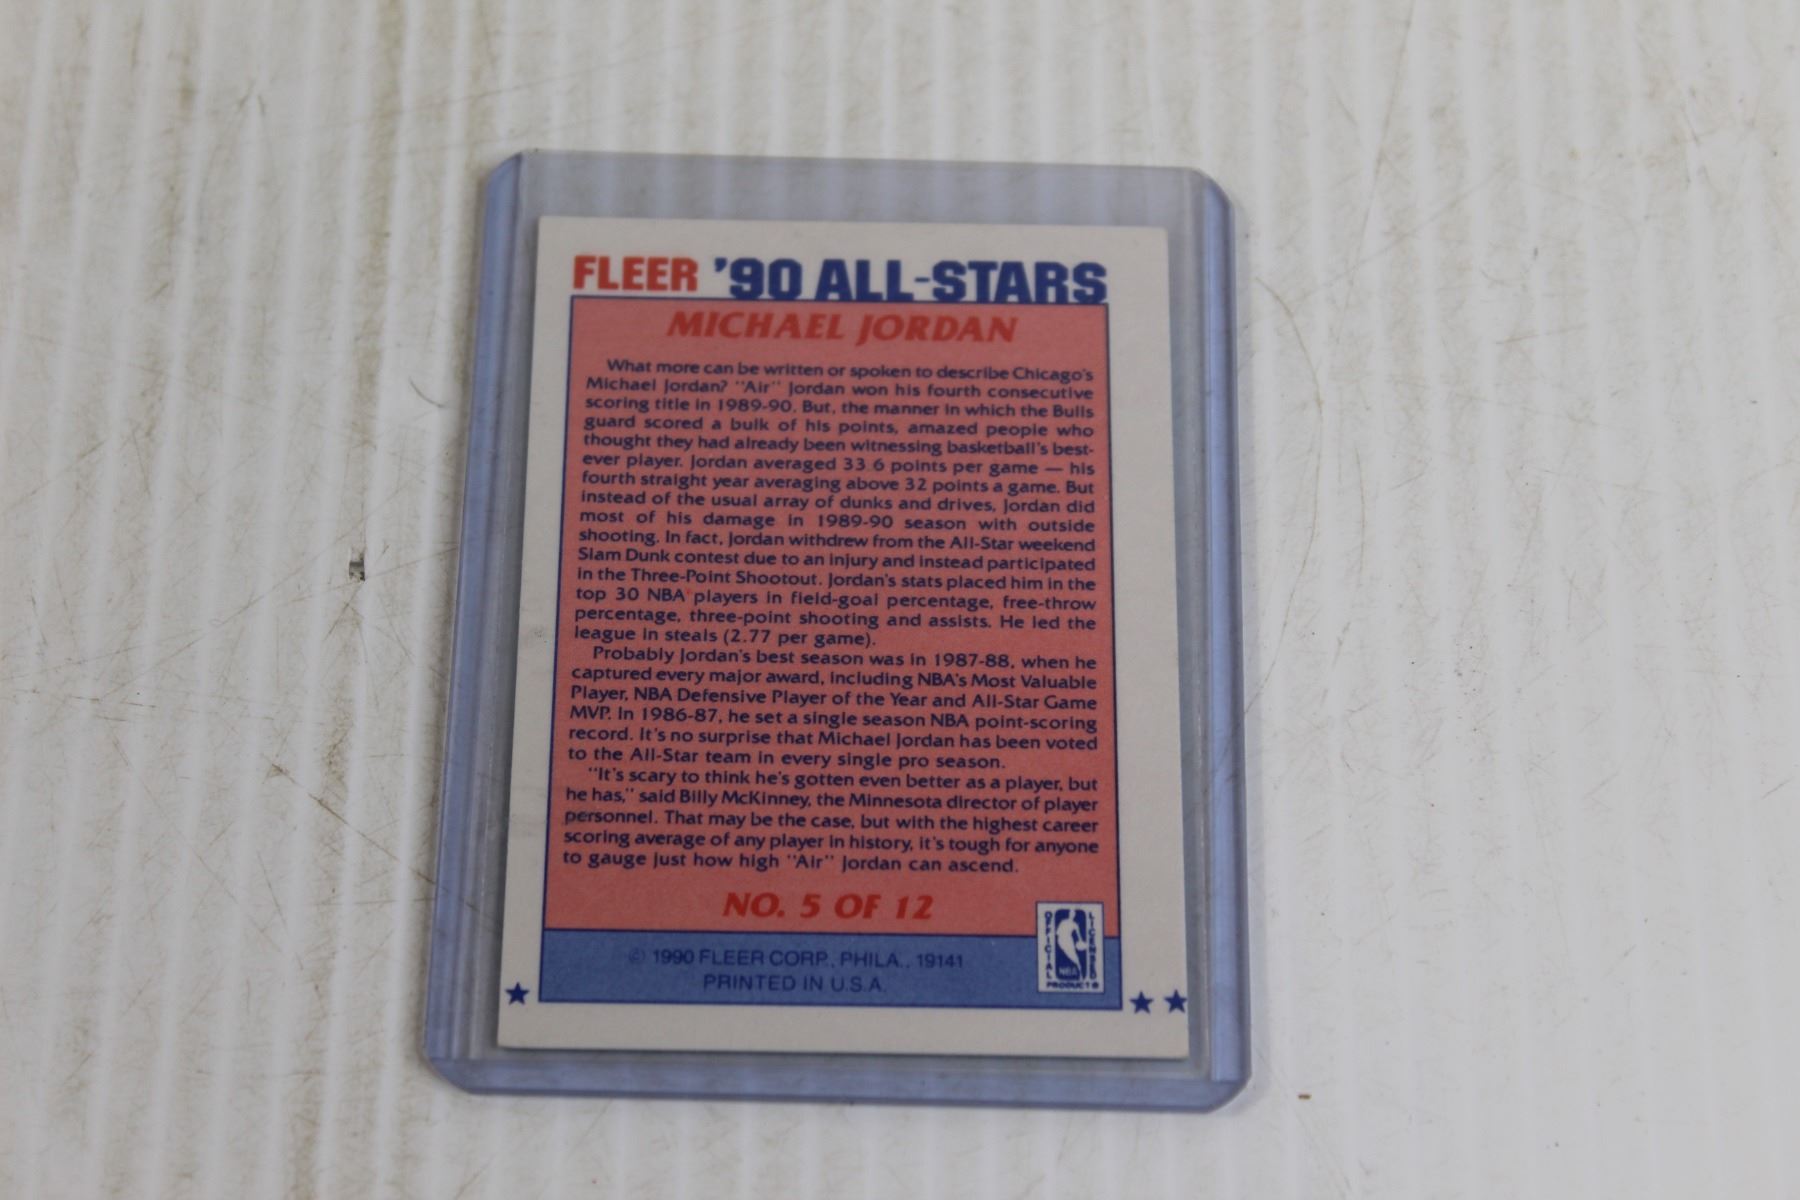 FLEER '90 ALL-STARS
MICHAEL JORDAN
What more can be written or spoken to describe Chicago's
Michael Jordan? "Air" Jordan won his fourth consecutive
scoring title in 1989-90. But, the manner in which the Bulls
guard scored a bulk of his points, amazed people who
thought they had already been witnessing basketball's best-
ever player. Jordan averaged 33.6 points per game — his
fourth straight year averaging above 32 points a game. But
instead of the usual array of dunks and drives, Jordan did
most of his damage in 1989-90 season with outside
shooting. In fact, Jordan withdrew from the All-Star weekend
Slam Dunk contest due to an injury and instead participated
in the Three-Point Shootout. Jordan's stats placed him in the
top 30 NBA players in field-goal percentage, free-throw
percentage, three-point shooting and assists. He led the
league in steals (2.77 per game).
Probably Jordan's best season was in 1987-88, when he
captured every major award, including NBA's Most Valuable
Player, NBA Defensive Player of the Year and All-Star Game
MVP. In 1986-87, he set a single season NBA point-scoring
record. It's no surprise that Michael Jordan has been voted
to the All-Star team in every single pro season.
"It's scary to think he's gotten even better as a player, but
he has," said Billy McKinney, the Minnesota director of player
personnel. That may be the case, but with the highest career
scoring average of any player in history, it's tough for anyone
to gauge just how high "Air" Jordan can ascend.
NO. 5 OF 12
© 1990 FLEER CORP., PHILA., 19141
PRINTED IN U.S.A.
OFFICIAL
LICENSED
NBA
PRODUCT®